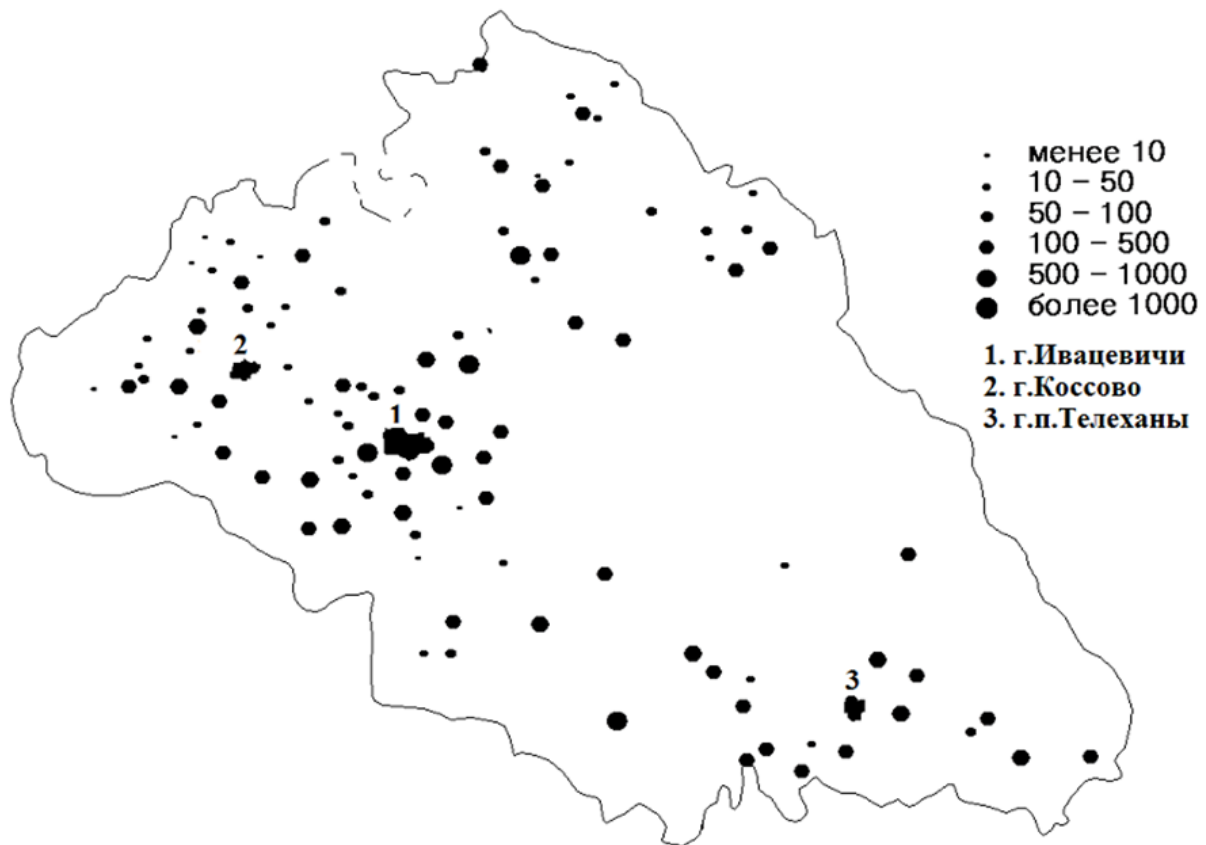 менее 10
10 – 50
50 – 100
100 – 500
500 – 1000
более 1000
1. г.Ивацевичи
2. г.Коссово
3. г.п.Телеханы
2
1
3